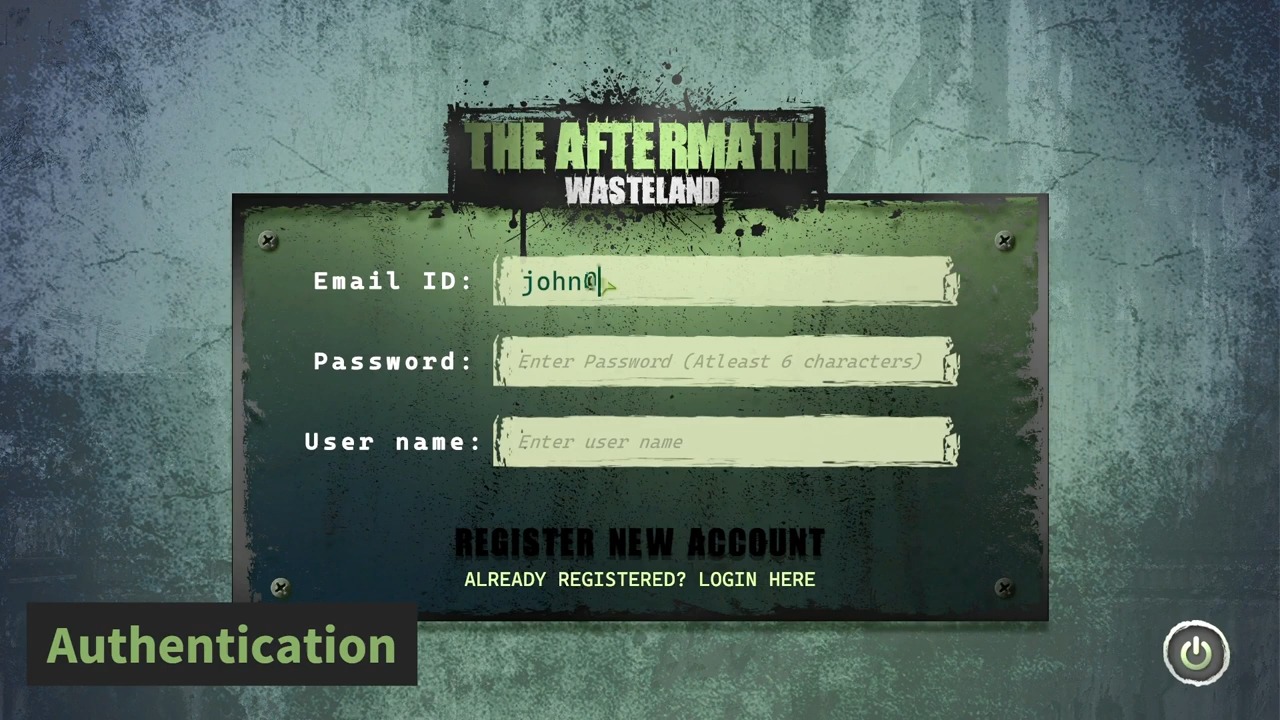 THE AFTERMATH
WASTELAND
Email ID: john@
Password: Enter Password (Atleast 6 characters)
User name: Enter user name
REGISTER NEW ACCOUNT
ALREADY REGISTERED? LOGIN HERE
Authentication